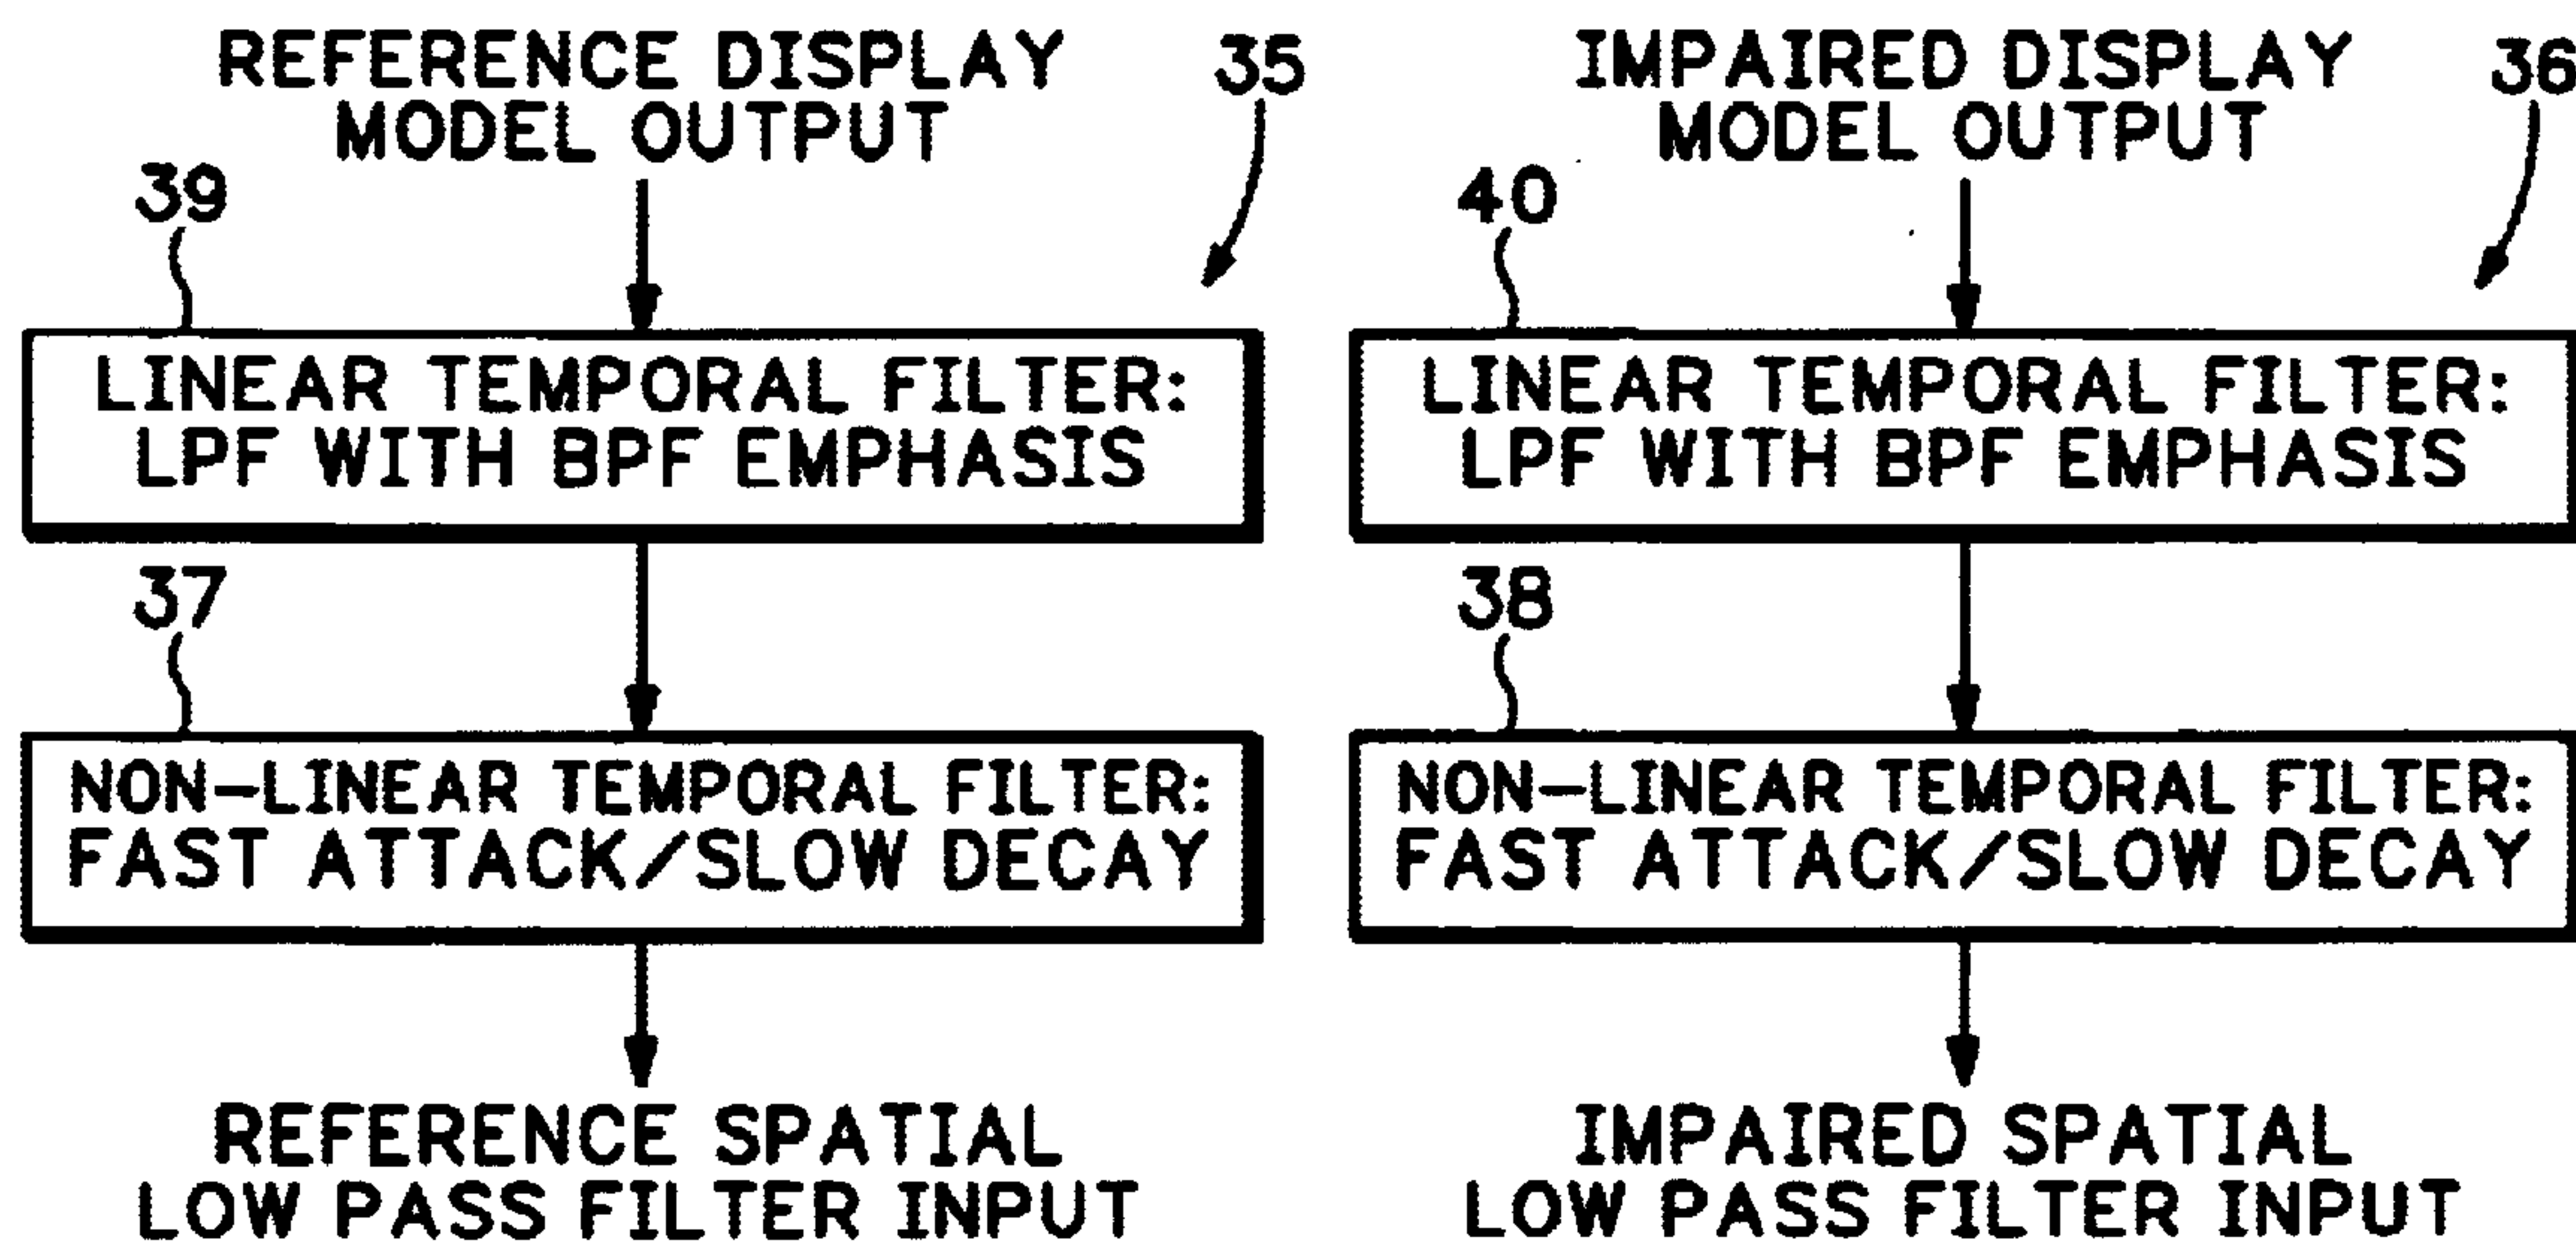 REFERENCE DISPLAY
MODEL OUTPUT
35
39
LINEAR TEMPORAL FILTER:
LPF WITH BPF EMPHASIS
37
NON-LINEAR TEMPORAL FILTER:
FAST ATTACK/SLOW DECAY
REFERENCE SPATIAL
LOW PASS FILTER INPUT
IMPAIRED DISPLAY
MODEL OUTPUT
36
40
LINEAR TEMPORAL FILTER:
LPF WITH BPF EMPHASIS
38
NON-LINEAR TEMPORAL FILTER:
FAST ATTACK/SLOW DECAY
IMPAIRED SPATIAL
LOW PASS FILTER INPUT